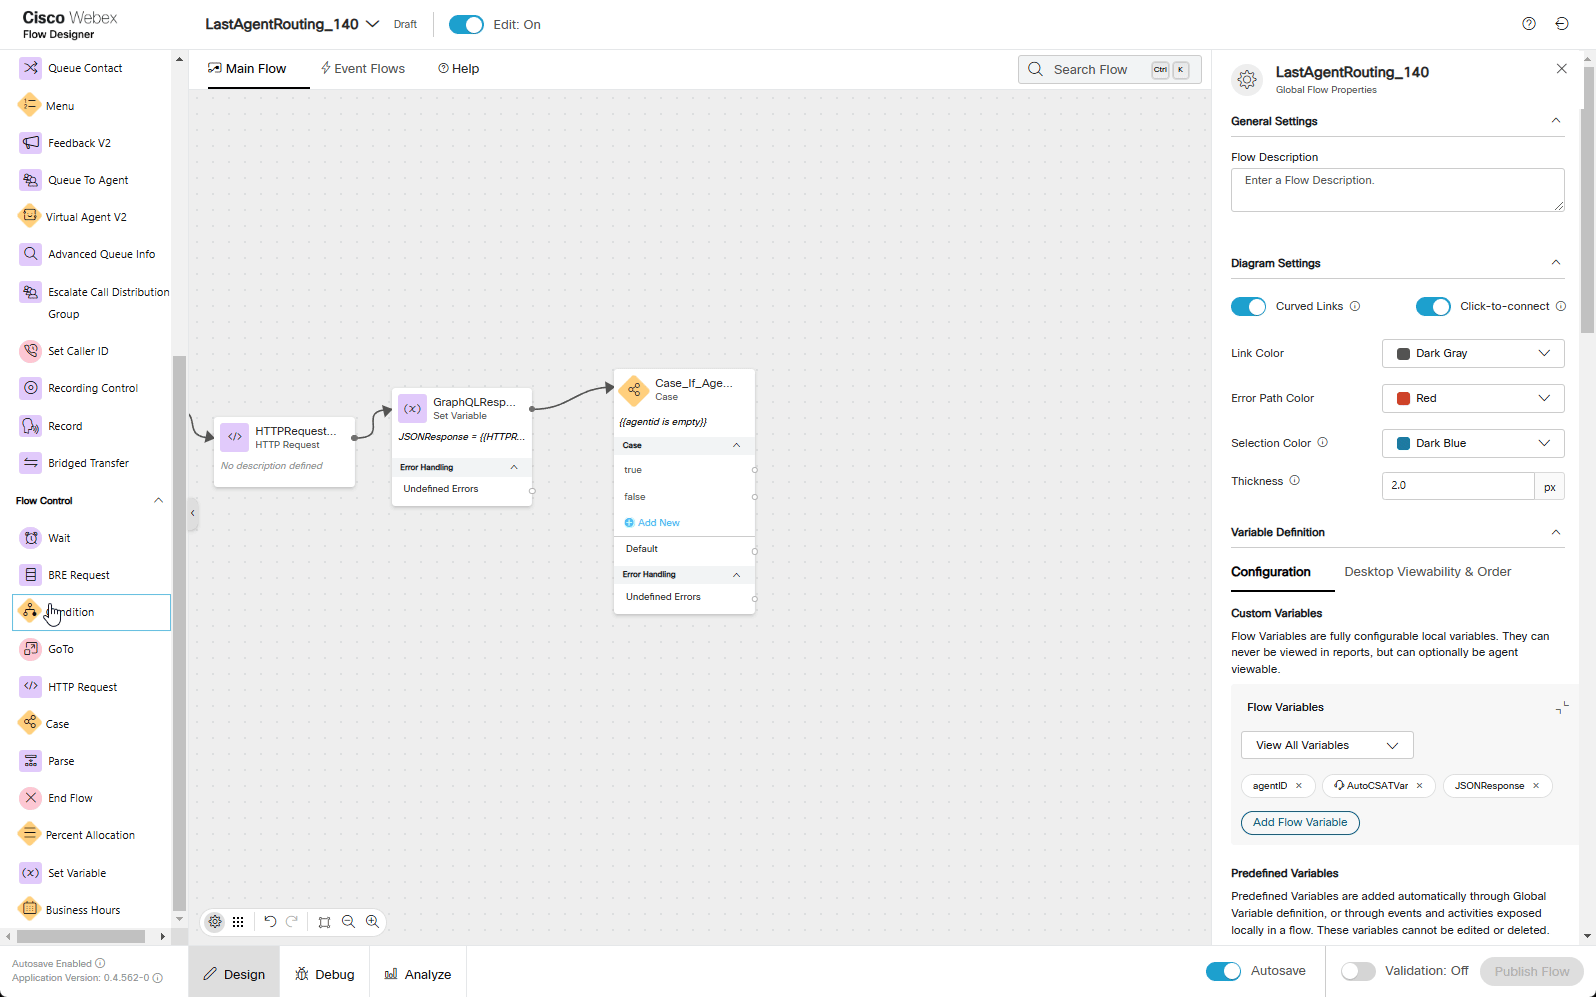 Cisco Webex
Flow Designer
LastAgentRouting_140
Draft
Edit: On
Queue Contact
Menu
Feedback V2
Queue To Agent
Virtual Agent V2
Advanced Queue Info
Escalate Call Distribution
Group
Set Caller ID
Recording Control
Record
Bridged Transfer
Flow Control
Wait
BRE Request
ndition
GoTo
HTTP Request
Case
Parse
End Flow
Percent Allocation
Set Variable
Business Hours
Autosave Enabled
Application Version: 0.4.562-0
Main Flow
Event Flows
Help
Search Flow
Ctrl
K
HTTPRequest...
HTTP Request
No description defined
GraphQLResp...
Set Variable
JSONResponse = {{HTTPR...
Error Handling
Undefined Errors
Case_If_Age...
Case
{{agentid is empty}}
Case
true
false
Add New
Default
Error Handling
Undefined Errors
Design
Debug
Analyze
LastAgentRouting_140
Global Flow Properties
General Settings
Flow Description
Enter a Flow Description.
Diagram Settings
Curved Links
Click-to-connect
Link Color
Dark Gray
Error Path Color
Red
Selection Color
Dark Blue
Thickness
2.0
px
Variable Definition
Configuration
Desktop Viewability & Order
Custom Variables
Flow Variables are fully configurable local variables. They can
never be viewed in reports, but can optionally be agent
viewable.
Flow Variables
View All Variables
agentID
AutoCSATVar
JSONResponse
Add Flow Variable
Predefined Variables
Predefined Variables are added automatically through Global
Variable definition, or through events and activities exposed
locally in a flow. These variables cannot be edited or deleted.
Autosave
Validation: Off
Publish Flow